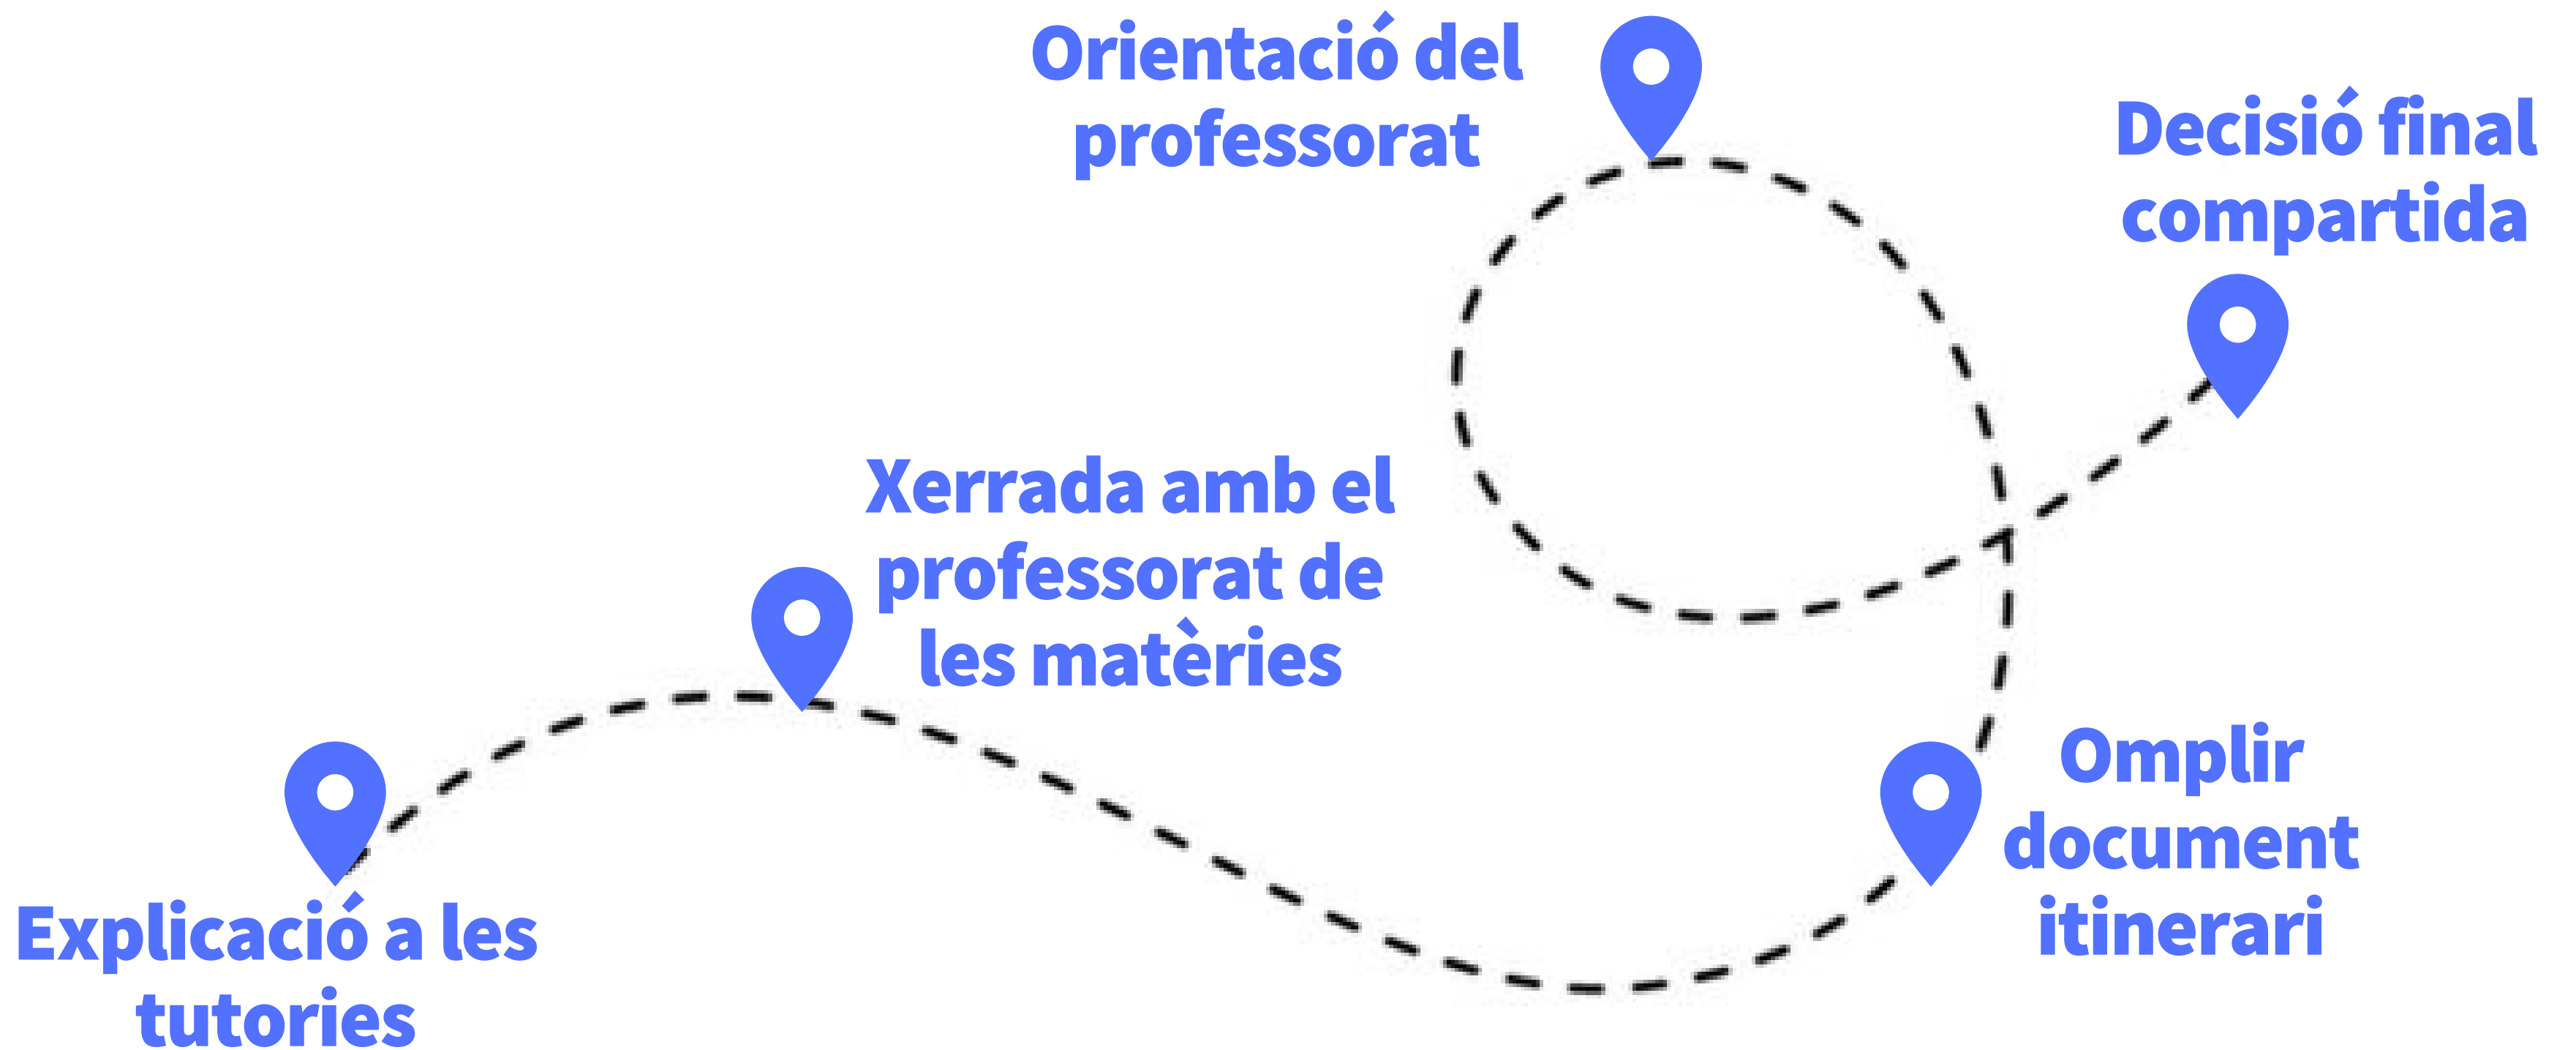 Orientació del
professorat
Decisió final
compartida
Xerrada amb el
professorat de
les matèries
Omplir
document
itinerari
Explicació a les
tutories